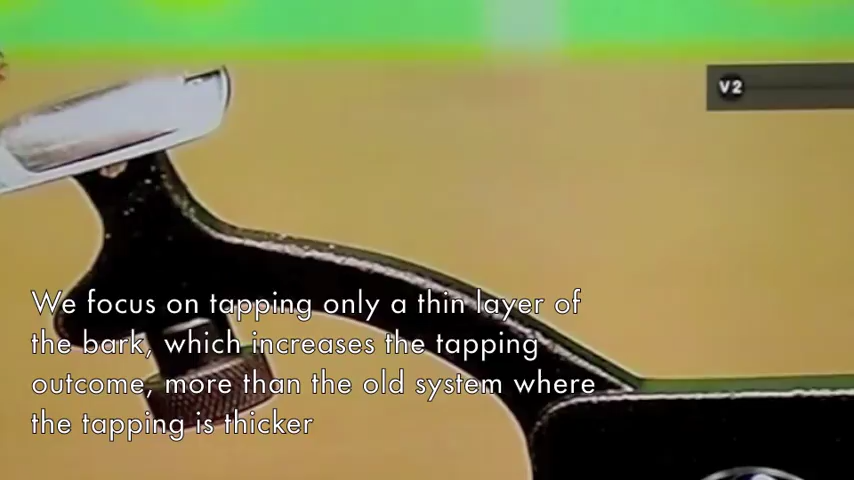 V2
We focus on tapping only a thin layer of
the bark, which increases the tapping
outcome, more than the old system where
the tapping is thicker